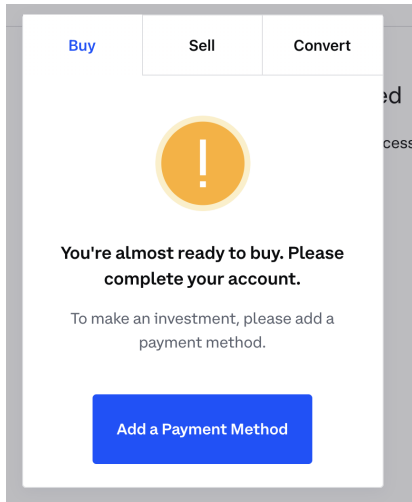 Buy
Sell
Convert
You're almost ready to buy. Please
complete your account.
To make an investment, please add a
payment method.
Add a Payment Method